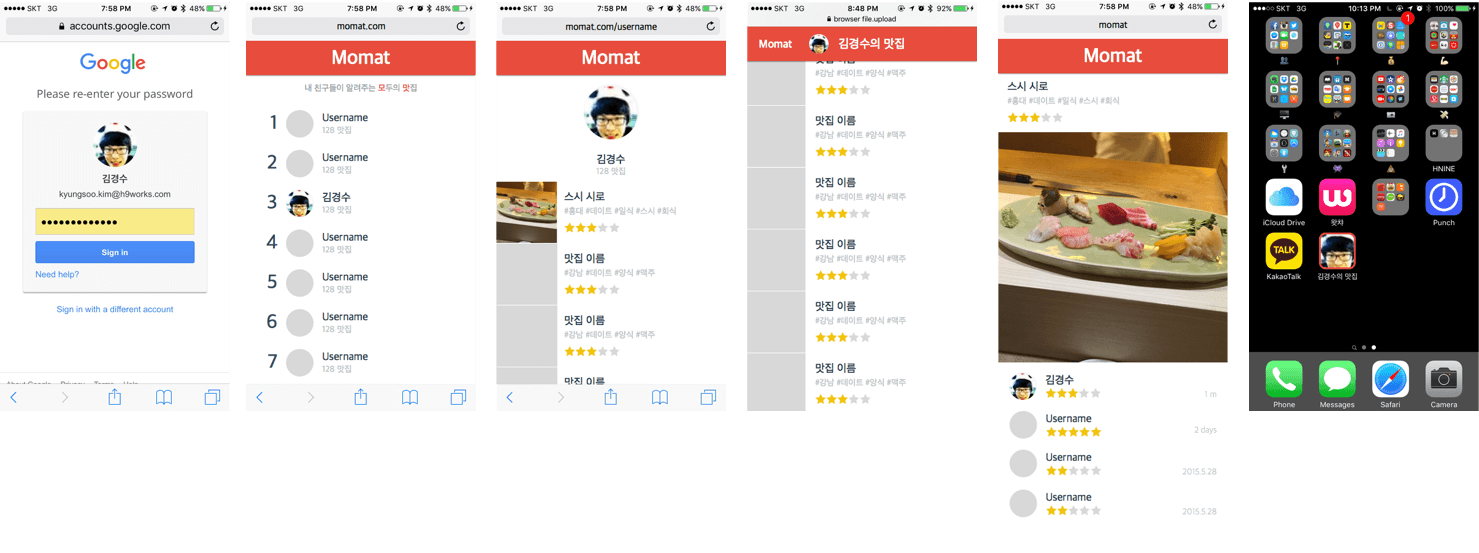 SKT 3G 7:58 PM 48%
accounts.google.com
Google
Please re-enter your password
김경수
kyungsoo.kim@h9works.com
Sign in
Need help?
Sign in with a different account
About Google Privacy Terms Help
SKT 3G 7:58 PM 48%
momat.com
Momat
내 친구들이 알려주는 모두의 맛집
1 Username
128 맛집
2 Username
128 맛집
3 김경수
128 맛집
4 Username
128 맛집
5 Username
128 맛집
6 Username
128 맛집
7 Username
128 맛집
SKT 3G 7:58 PM 48%
momat.com/username
Momat
김경수
128 맛집
스시 시로
#홍대 #데이트 #일식 #스시 #회식
맛집 이름
#강남 #데이트 #양식 #맥주
맛집 이름
#강남 #데이트 #양식 #맥주
맛집 이름
SKT 3G 8:48 PM 92%
browser file.upload
Momat 김경수의 맛집
맛집 이름
#강남 #데이트 #양식 #맥주
맛집 이름
#강남 #데이트 #양식 #맥주
맛집 이름
#강남 #데이트 #양식 #맥주
맛집 이름
#강남 #데이트 #양식 #맥주
맛집 이름
#강남 #데이트 #양식 #맥주
맛집 이름
#강남 #데이트 #양식 #맥주
SKT 3G 7:58 PM 48%
momat
Momat
스시 시로
#홍대 #데이트 #일식 #스시 #회식
김경수
1 m
Username
2 days
Username
2015.5.28
Username
2015.5.28
SKT 3G 10:13 PM 100%
1
HNINE
iCloud Drive 왓챠 Punch
TALK
KakaoTalk 김경수의 맛집
Phone Messages Safari Camera